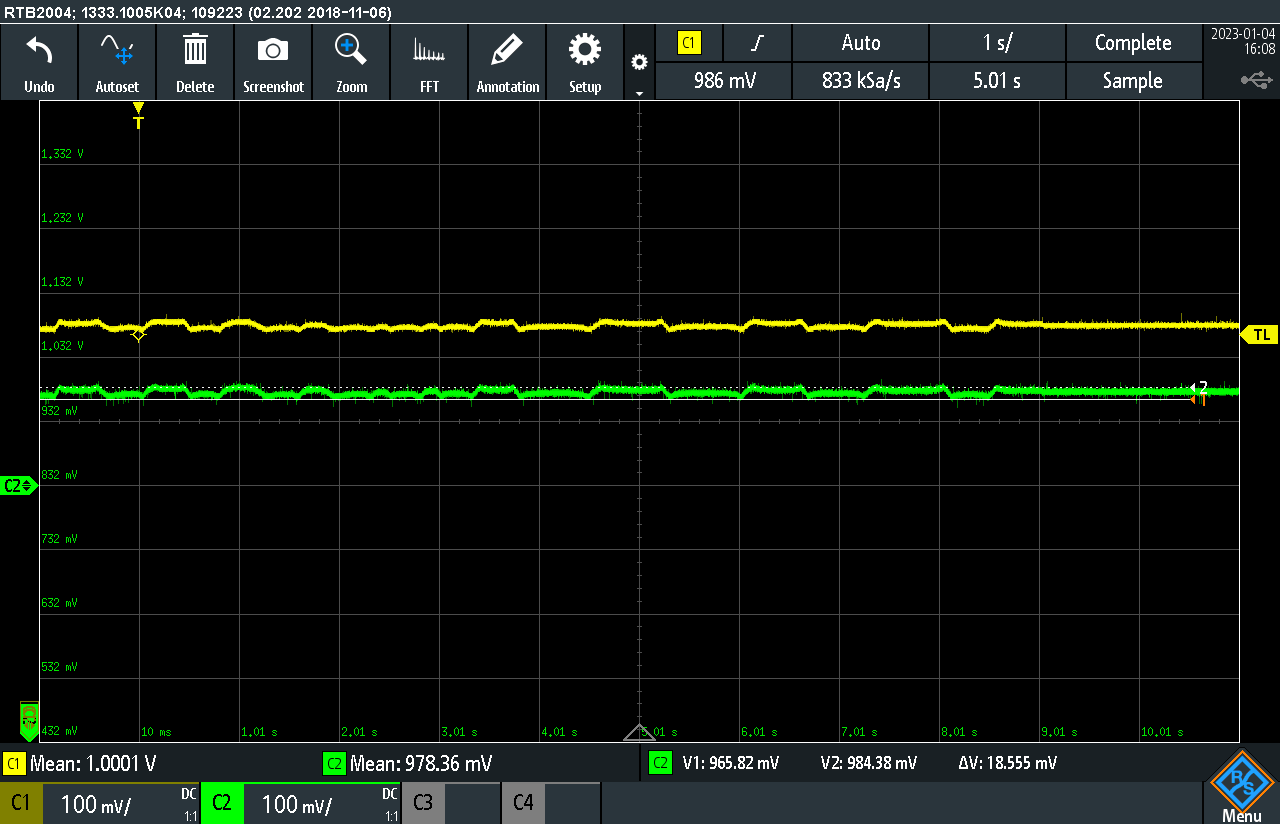 RTB2004; 1333.1005K04; 109223 (02.202 2018-11-06)
Undo Autoset Delete Screenshot Zoom FFT Annotation Setup
C1 Auto 1 s/ Complete
986 mV 833 kSa/s 5.01 s Sample
2023-01-04
16:08
T
1,332 V
1,232 V
1,132 V
TL
1,032 V
2
1
932 mV
832 mV
C2
732 mV
632 mV
532 mV
432 mV
10 ms 1,01 s 2,01 s 3,01 s 4,01 s 5,01 s 6,01 s 7,01 s 8,01 s 9,01 s 10,01 s
C1 Mean: 1.0001 V C2 Mean: 978.36 mV C2 V1: 965.82 mV V2: 984.38 mV ΔV: 18.555 mV
C1 100 mV/ DC 1:1 C2 100 mV/ DC 1:1 C3 C4
R S
Menu